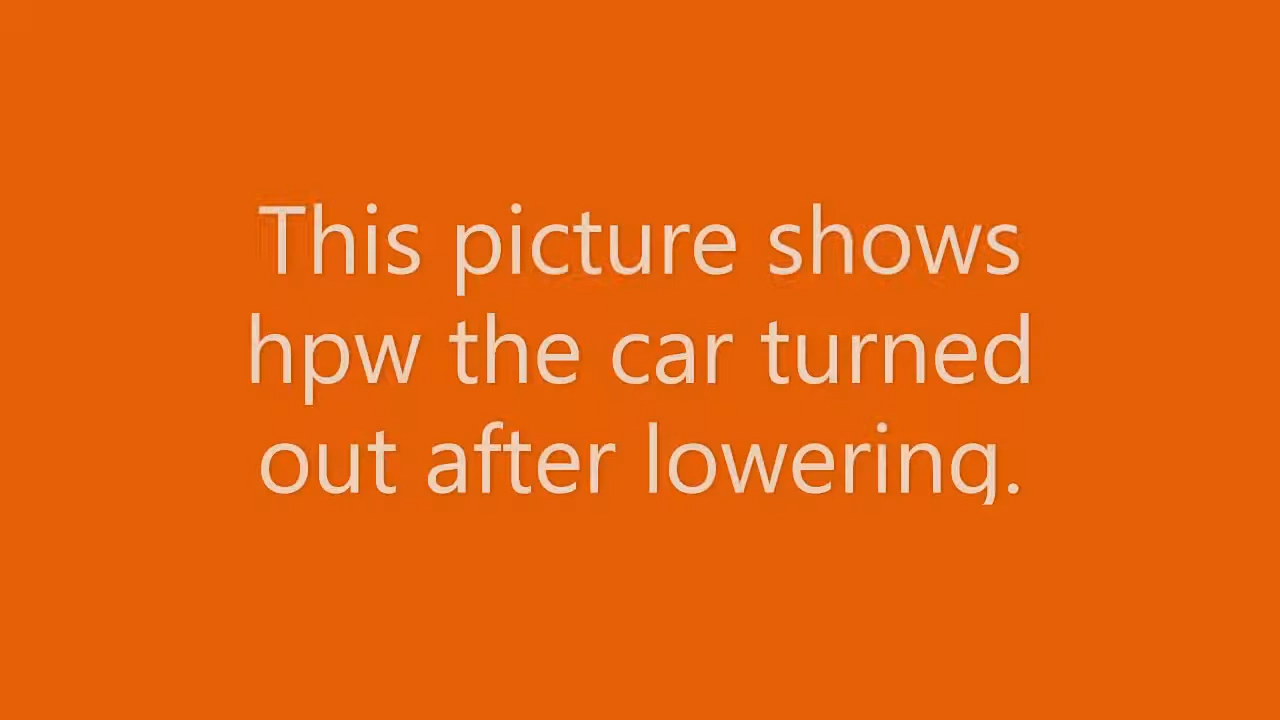 This picture shows
hpw the car turned
out after lowering.